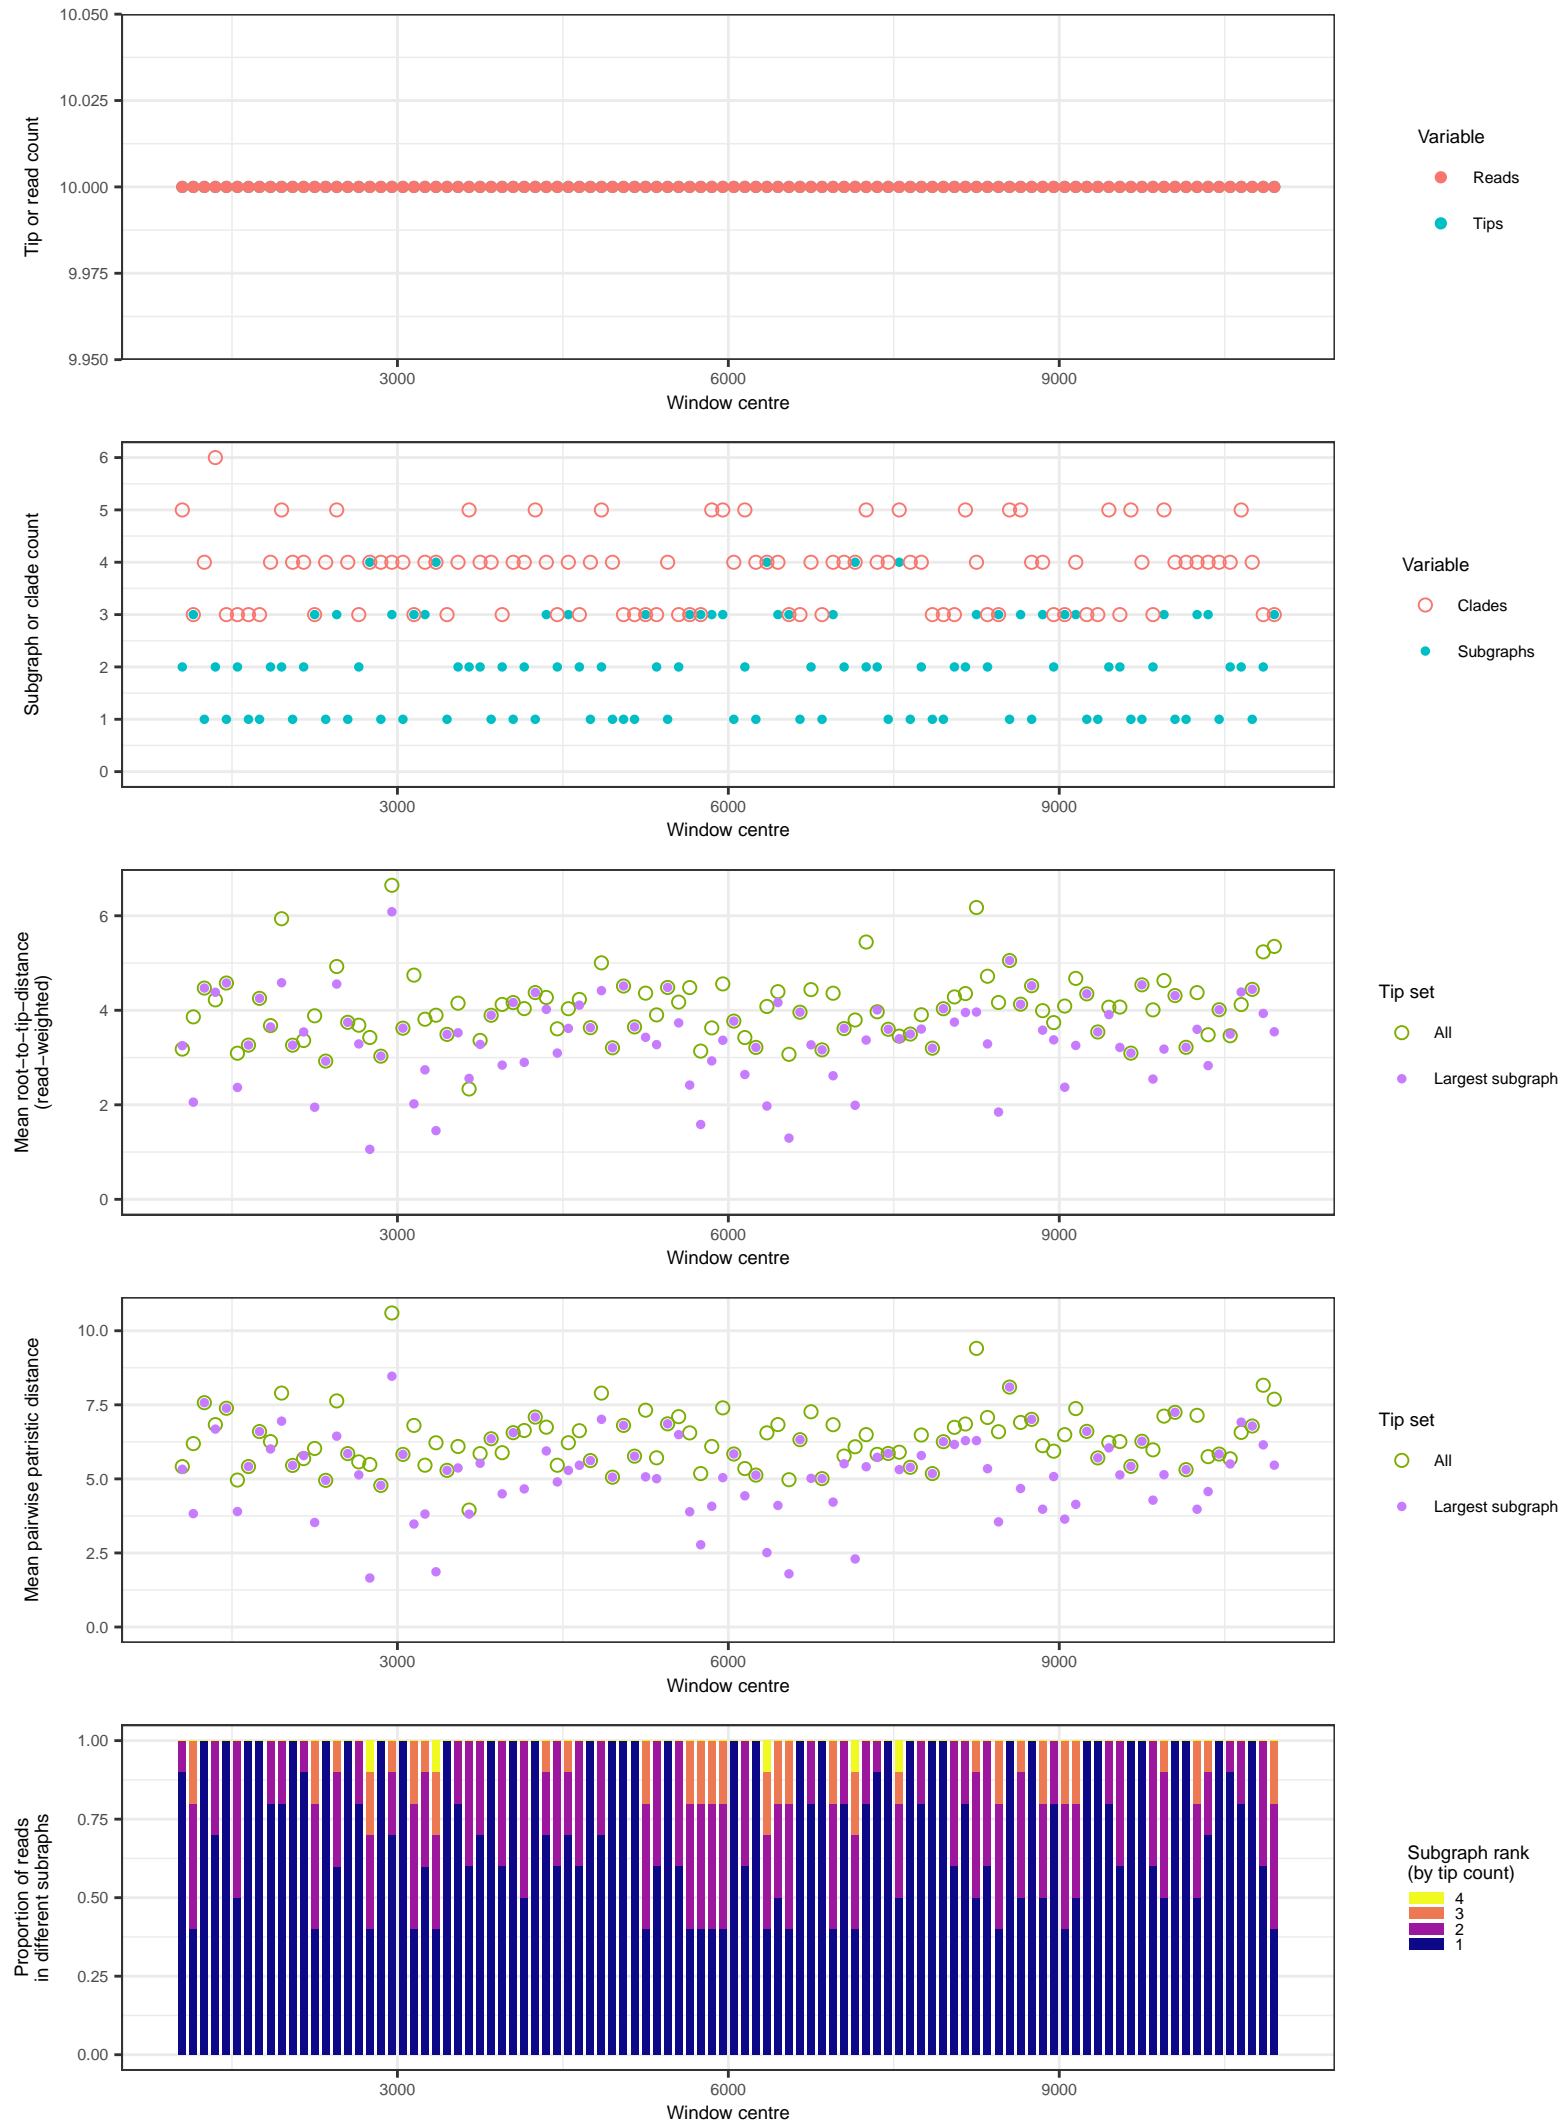 10.050
10.025
10.000
9.975
9.950
Tip or read count
3000 6000 9000
Window centre
Variable
Reads
Tips
6
5
4
3
2
1
0
Subgraph or clade count
3000 6000 9000
Window centre
Variable
Clades
Subgraphs
6
4
2
0
Mean root−to−tip−distance
(read−weighted)
3000 6000 9000
Window centre
Tip set
All
Largest subgraph
10.0
7.5
5.0
2.5
0.0
Mean pairwise patristic distance
3000 6000 9000
Window centre
Tip set
All
Largest subgraph
1.00
0.75
0.50
0.25
0.00
Proportion of reads
in different subraphs
3000 6000 9000
Window centre
Subgraph rank
(by tip count)
4
3
2
1